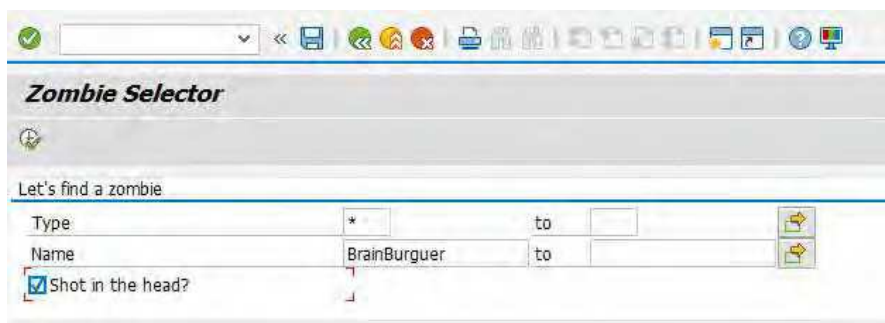 Zombie Selector
Let's find a zombie
Type * to
Name BrainBurguer to
Shot in the head?